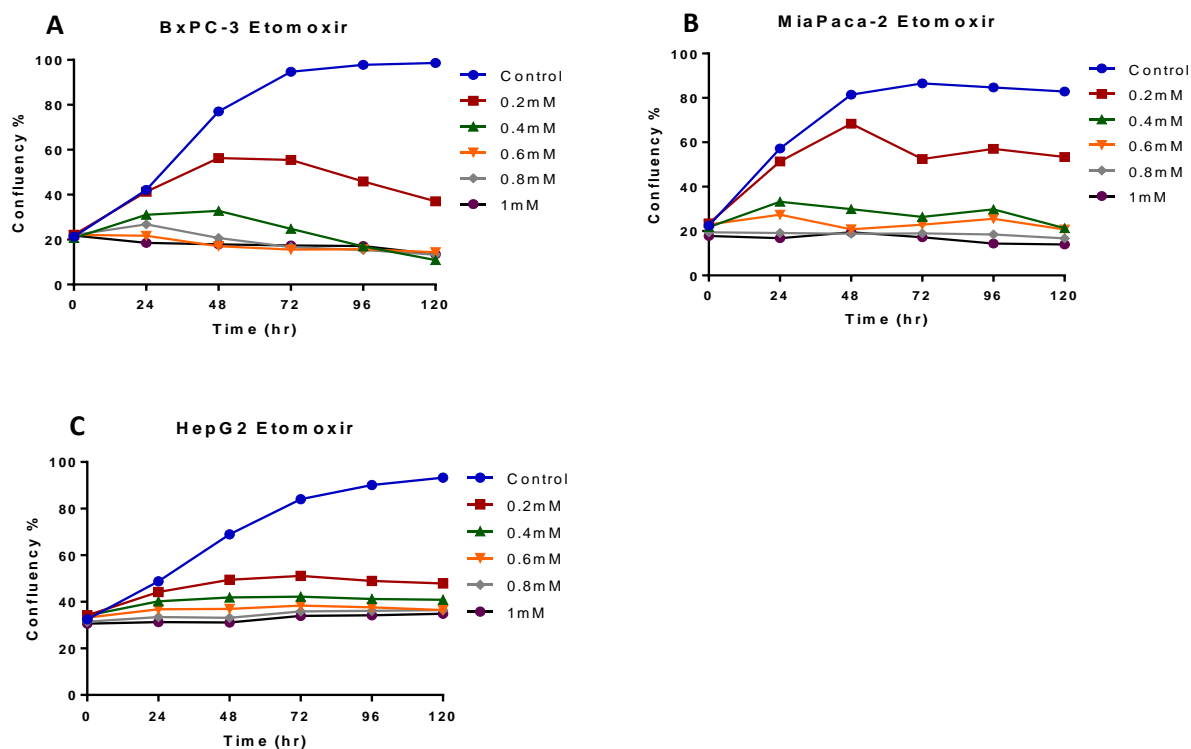 A
BxPC-3 Etomoxir
Confluency %
100
80
60
40
20
0
0 24 48 72 96 120
Time (hr)
Control
0.2mM
0.4mM
0.6mM
0.8mM
1mM
B
MiaPaca-2 Etomoxir
Confluency %
100
80
60
40
20
0
0 24 48 72 96 120
Time (hr)
Control
0.2mM
0.4mM
0.6mM
0.8mM
1mM
C
HepG2 Etomoxir
Confluency %
100
80
60
40
20
0
0 24 48 72 96 120
Time (hr)
Control
0.2mM
0.4mM
0.6mM
0.8mM
1mM